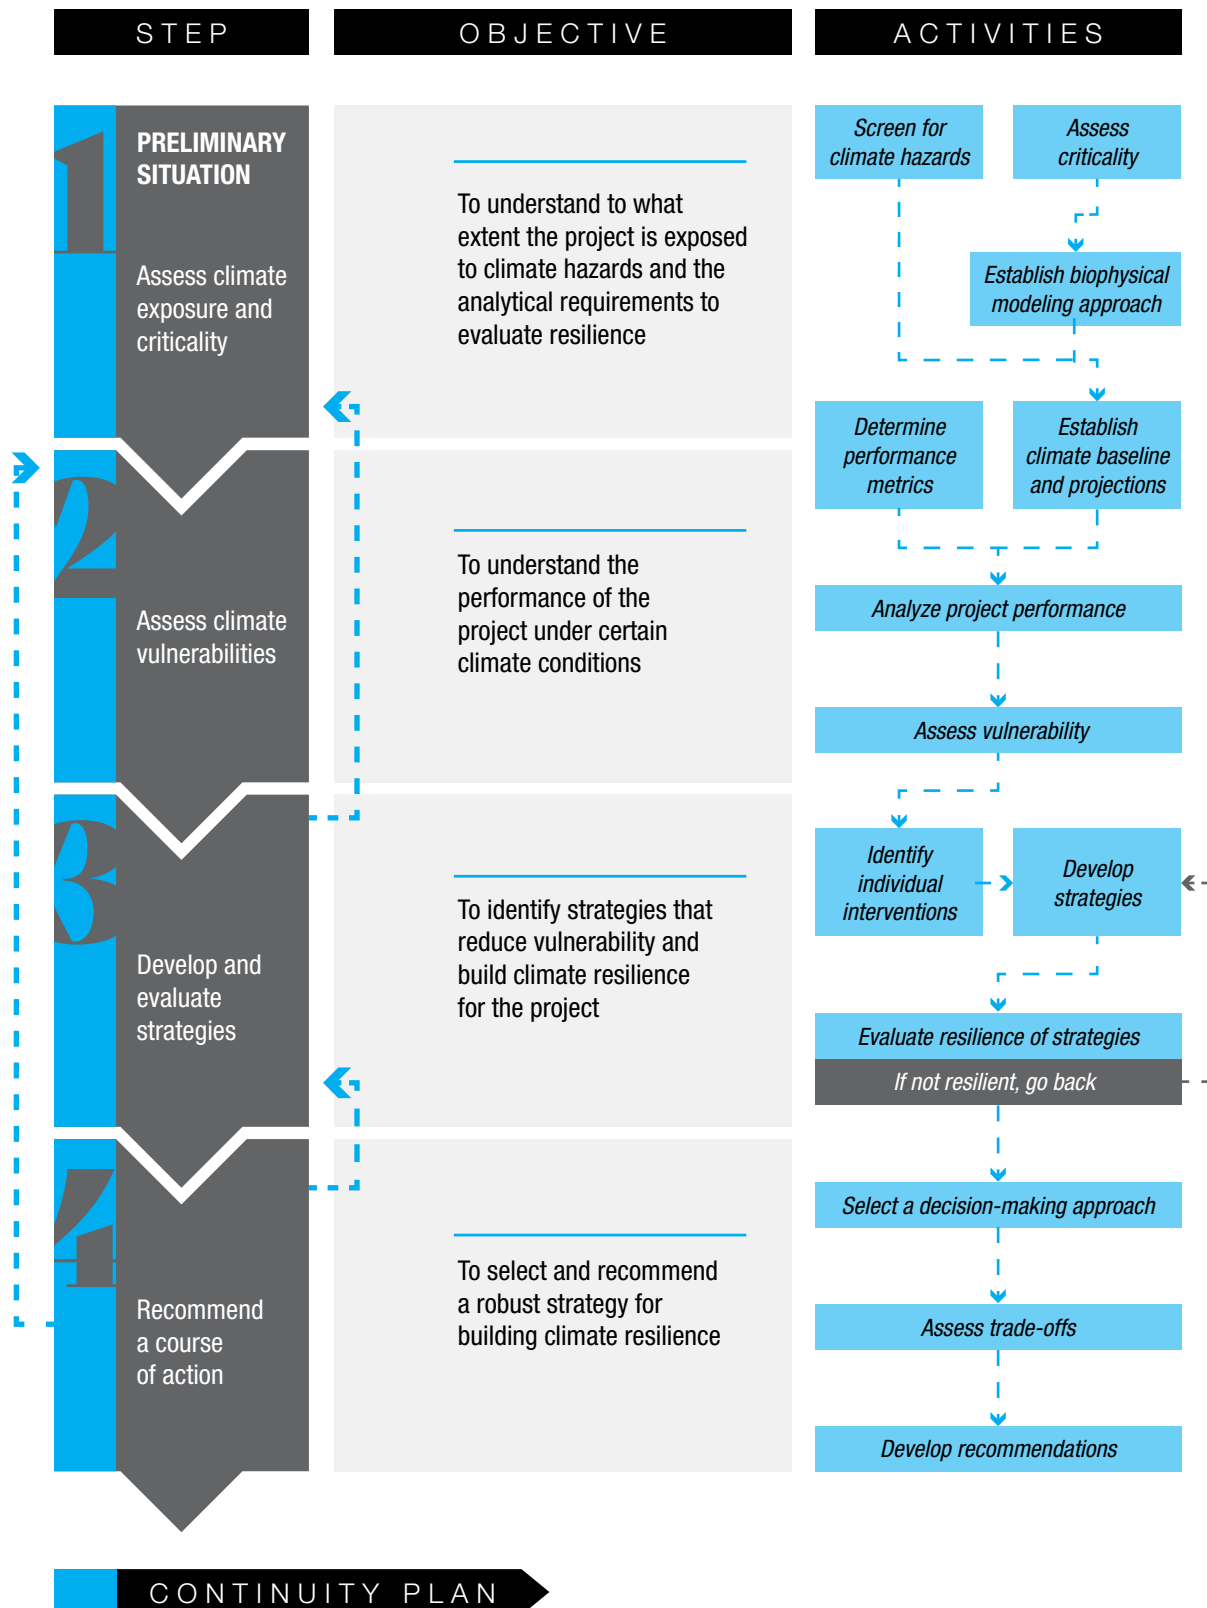 STEP
OBJECTIVE
ACTIVITIES
1
PRELIMINARY
SITUATION
Assess climate
exposure and
criticality
To understand to what
extent the project is exposed
to climate hazards and the
analytical requirements to
evaluate resilience
Screen for
climate hazards
Assess
criticality
Establish biophysical
modeling approach
Determine
performance
metrics
Establish
climate baseline
and projections
2
Assess climate
vulnerabilities
To understand the
performance of the
project under certain
climate conditions
Analyze project performance
Assess vulnerability
3
Develop and
evaluate
strategies
To identify strategies that
reduce vulnerability and
build climate resilience
for the project
Identify
individual
interventions
Develop
strategies
Evaluate resilience of strategies
If not resilient, go back
4
Recommend
a course
of action
To select and recommend
a robust strategy for
building climate resilience
Select a decision-making approach
Assess trade-offs
Develop recommendations
CONTINUITY PLAN